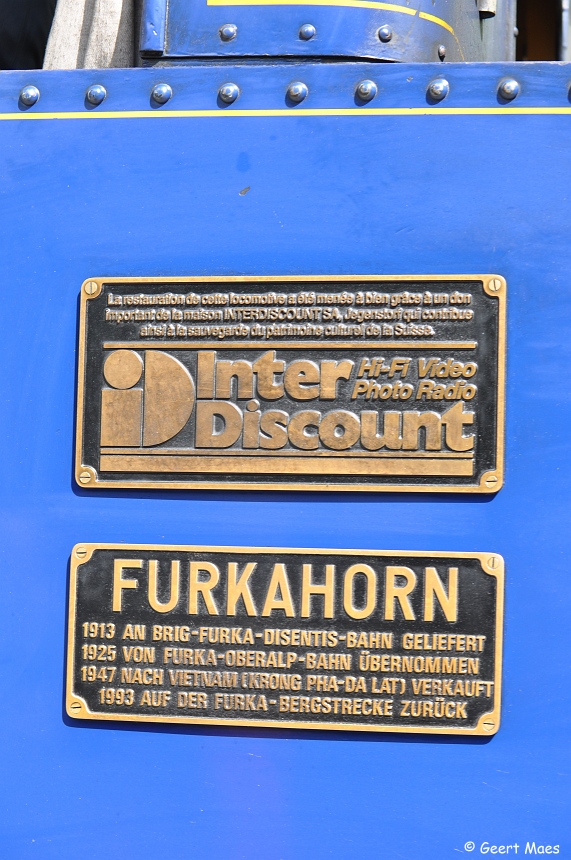 La restauration de cette locomotive a été menée à bien grâce à un don
important de la maison INTERDISCOUNT SA, Jegenstorf qui contribue
ainsi à la sauvegarde du patrimoine culturel de la Suisse.
iD Inter Hi-Fi Video
Photo Radio
Discount
FURKAHORN
1913 AN BRIG-FURKA-DISENTIS-BAHN GELIEFERT
1925 VON FURKA-OBERALP-BAHN ÜBERNOMMEN
1947 NACH VIETNAM (KRONG PHA-DA LAT) VERKAUFT
1993 AUF DER FURKA-BERGSTRECKE ZURÜCK
© Geert Maes